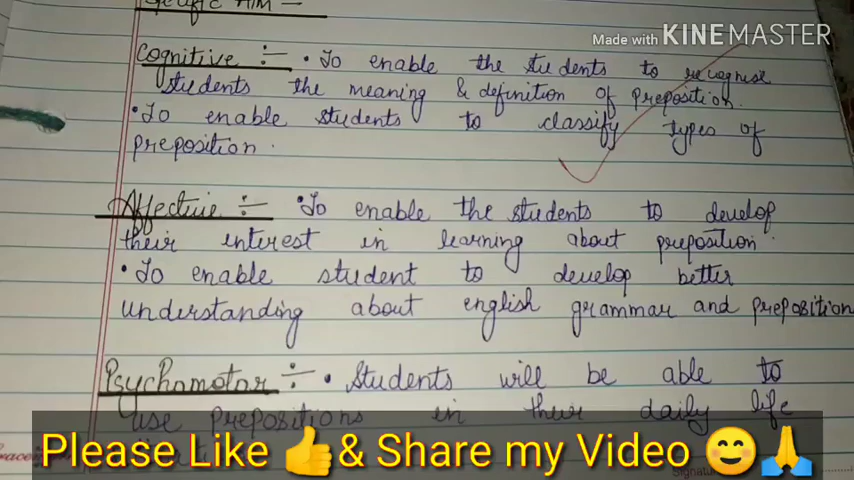 Specific Aim —
Made with KINEMASTER
Cognitive :- • To enable the students to recognise
students the meaning & definition of preposition.
• To enable students to classify types of
preposition.
Affective :- • To enable the students to develop
their interest in learning about preposition.
• To enable student to develop better
understanding about english grammar and preposition
Psychomotor :- • Students will be able to
use prepositions in their daily life
Please Like 👍 & Share my Video 😊🙏